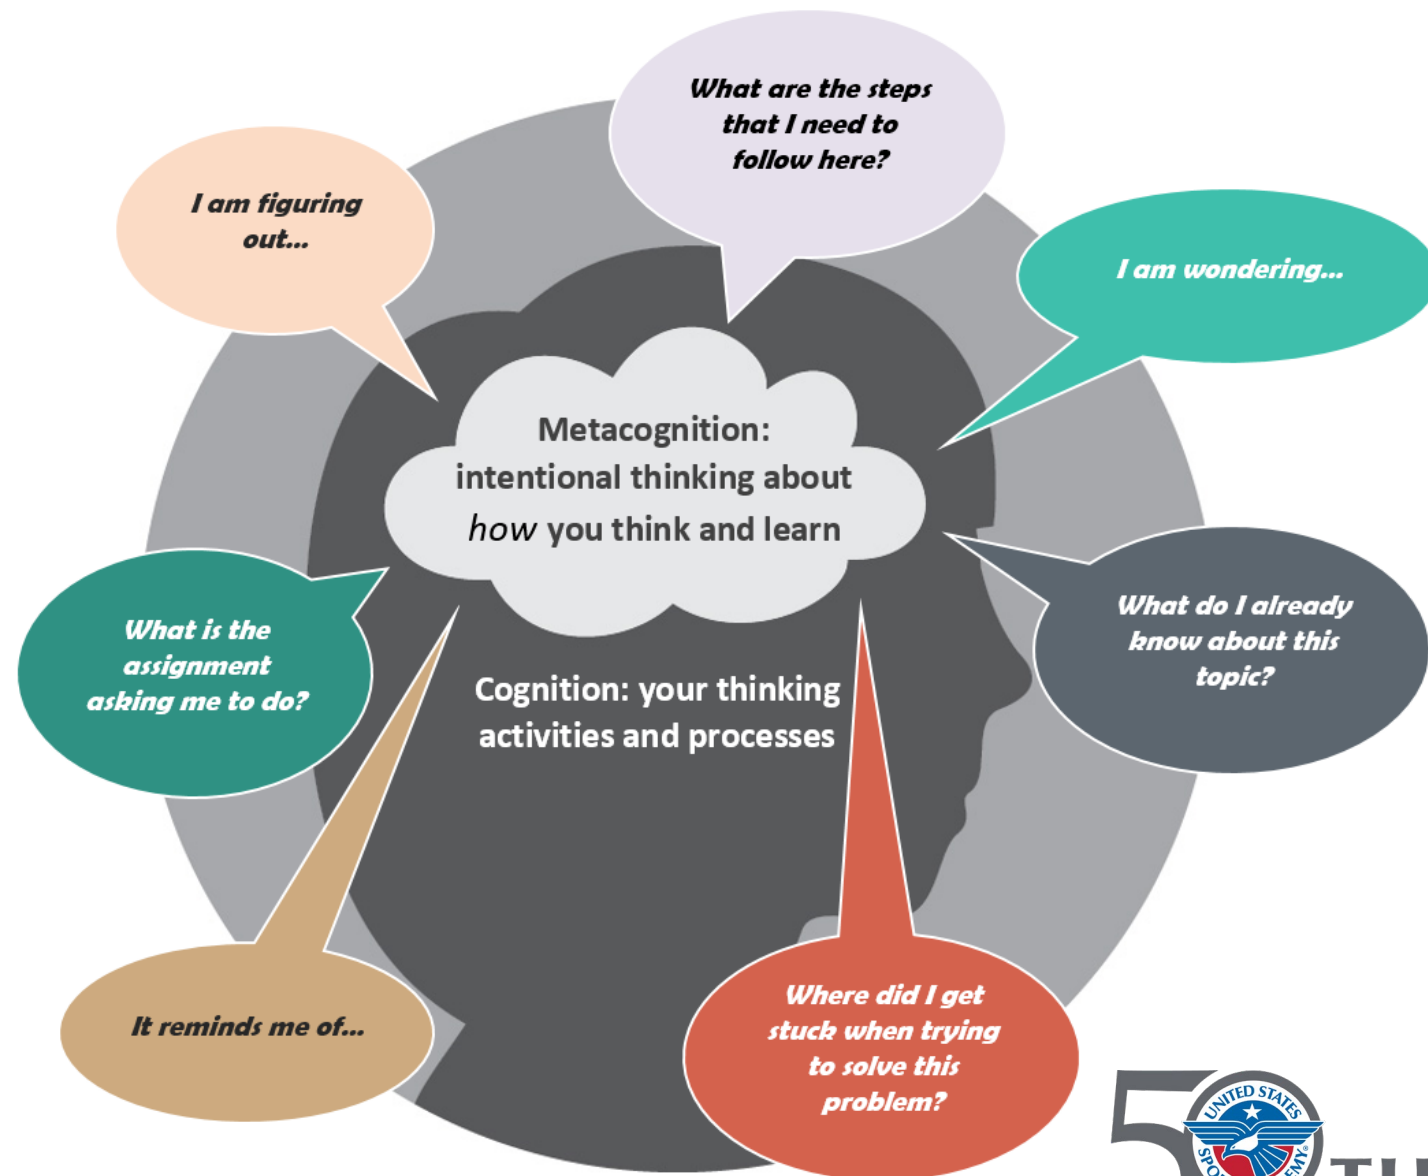 What are the steps
that I need to
follow here?
I am figuring
out...
I am wondering...
Metacognition:
intentional thinking about
how you think and learn
What is the
assignment
asking me to do?
What do I already
know about this
topic?
Cognition: your thinking
activities and processes
It reminds me of...
Where did I get
stuck when trying
to solve this
problem?
50
UNITED STATES